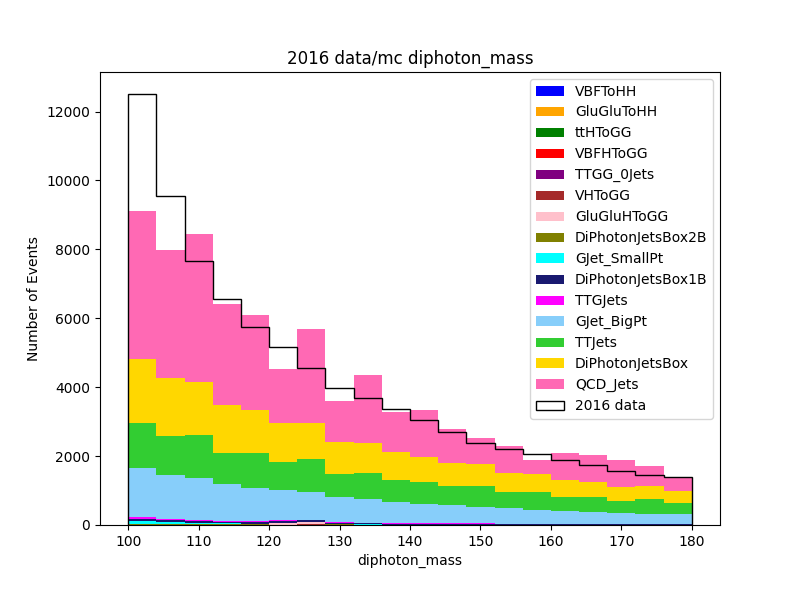 2016 data/mc diphoton_mass
Number of Events
12000
10000
8000
6000
4000
2000
0
100
110
120
130
140
150
160
170
180
diphoton_mass
VBFToHH
GluGluToHH
ttHToGG
VBFHToGG
TTGG_0Jets
VHToGG
GluGluHToGG
DiPhotonJetsBox2B
GJet_SmallPt
DiPhotonJetsBox1B
TTGJets
GJet_BigPt
TTJets
DiPhotonJetsBox
QCD_Jets
2016 data